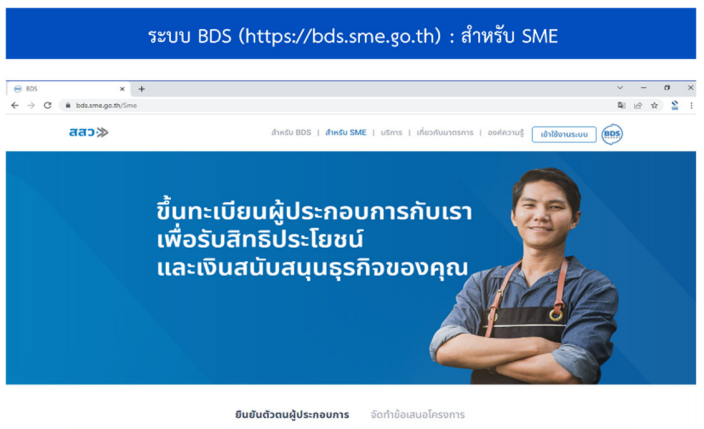 ระบบ BDS (https://bds.sme.go.th) : สำหรับ SME
BDS
bds.sme.go.th/Sme
สสว
สำหรับ BDS | สำหรับ SME | บริการ | เกี่ยวกับมาตรการ | องค์ความรู้ เข้าใช้งานระบบ BDS
ขึ้นทะเบียนผู้ประกอบการกับเรา
เพื่อรับสิทธิประโยชน์
และเงินสนับสนุนธุรกิจของคุณ
ยืนยันตัวตนผู้ประกอบการ จัดทำข้อเสนอโครงการ